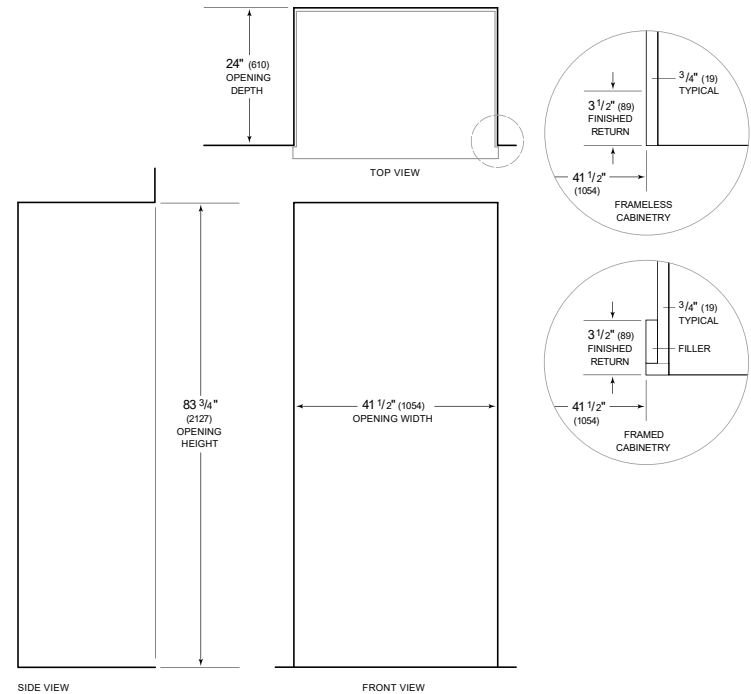 24" (610)
OPENING
DEPTH
TOP VIEW
3/4" (19)
TYPICAL
3 1/2" (89)
FINISHED
RETURN
41 1/2"
(1054)
FRAMELESS
CABINETRY
3/4" (19)
TYPICAL
3 1/2" (89)
FINISHED
RETURN
FILLER
41 1/2"
(1054)
FRAMED
CABINETRY
83 3/4"
(2127)
OPENING
HEIGHT
41 1/2" (1054)
OPENING WIDTH
SIDE VIEW
FRONT VIEW